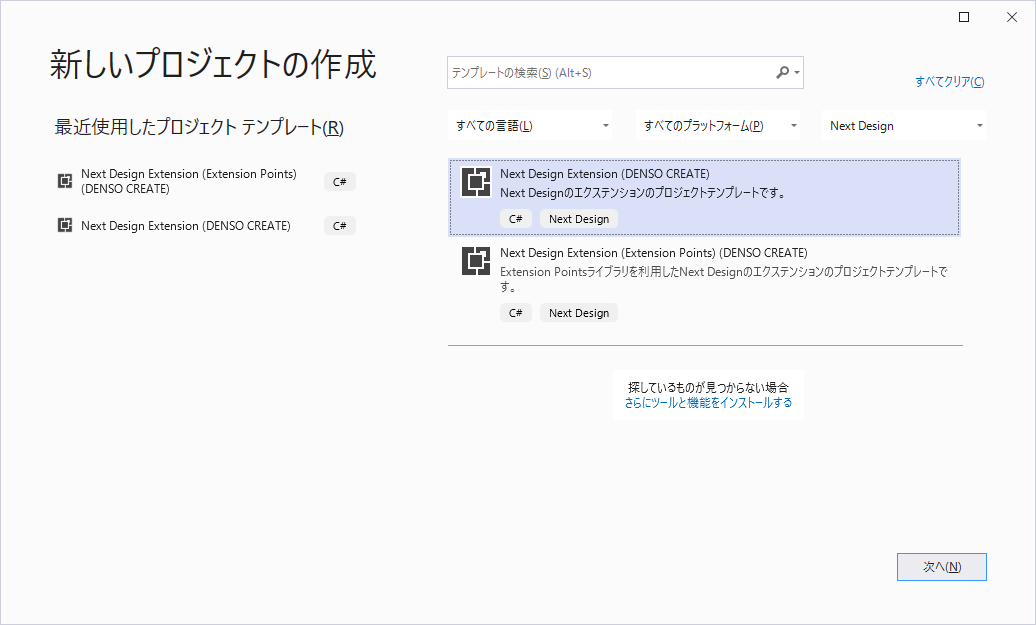 新しいプロジェクトの作成
最近使用したプロジェクト テンプレート(R)
Next Design Extension (Extension Points)
(DENSO CREATE)
C#
Next Design Extension (DENSO CREATE)
C#
テンプレートの検索(S) (Alt+S)
すべてクリア(C)
すべての言語(L)
すべてのプラットフォーム(P)
Next Design
Next Design Extension (DENSO CREATE)
Next Designのエクステンションのプロジェクトテンプレートです。
C#
Next Design
Next Design Extension (Extension Points) (DENSO CREATE)
Extension Pointsライブラリを利用したNext Designのエクステンションのプロジェクトテンプレートで
す。
C#
Next Design
探しているものが見つからない場合
さらにツールと機能をインストールする
次へ(N)